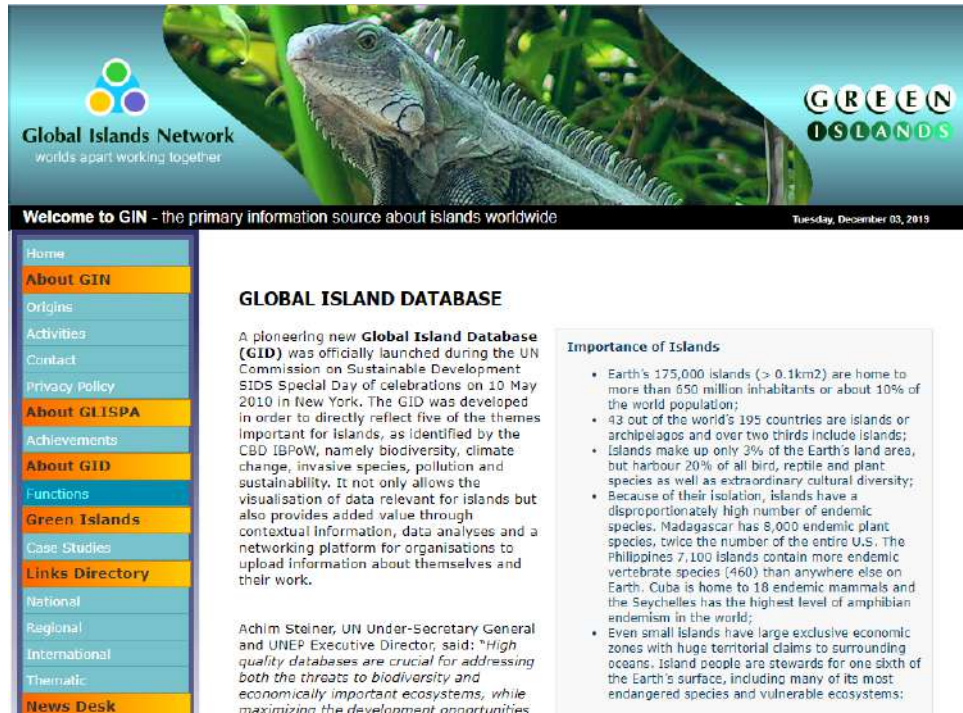 Global Islands Network
worlds apart working together
GREEN
ISLANDS
Welcome to GIN - the primary information source about islands worldwide
Tuesday, December 03, 2019
Home
About GIN
Origins
Activities
Contact
Privacy Policy
About GLISPA
Achievements
About GID
Functions
Green Islands
Case Studies
Links Directory
National
Regional
International
Thematic
News Desk
GLOBAL ISLAND DATABASE
A pioneering new Global Island Database
(GID) was officially launched during the UN
Commission on Sustainable Development
SIDS Special Day of celebrations on 10 May
2010 in New York. The GID was developed
in order to directly reflect five of the themes
important for islands, as identified by the
CBD IBPoW, namely biodiversity, climate
change, invasive species, pollution and
sustainability. It not only allows the
visualisation of data relevant for islands but
also provides added value through
contextual information, data analyses and a
networking platform for organisations to
upload information about themselves and
their work.
Achim Steiner, UN Under-Secretary General
and UNEP Executive Director, said: "High
quality databases are crucial for addressing
both the threats to biodiversity and
economically important ecosystems, while
maximizing the development opportunities
Importance of Islands
• Earth's 175,000 islands (> 0.1km2) are home to
more than 650 million inhabitants or about 10% of
the world population;
• 43 out of the world's 195 countries are islands or
archipelagos and over two thirds include islands;
• Islands make up only 3% of the Earth's land area,
but harbour 20% of all bird, reptile and plant
species as well as extraordinary cultural diversity;
• Because of their isolation, islands have a
disproportionately high number of endemic
species. Madagascar has 8,000 endemic plant
species, twice the number of the entire U.S. The
Philippines 7,100 islands contain more endemic
vertebrate species (460) than anywhere else on
Earth. Cuba is home to 18 endemic mammals and
the Seychelles has the highest level of amphibian
endemism in the world;
• Even small islands have large exclusive economic
zones with huge territorial claims to surrounding
oceans. Island people are stewards for one sixth of
the Earth's surface, including many of its most
endangered species and vulnerable ecosystems;